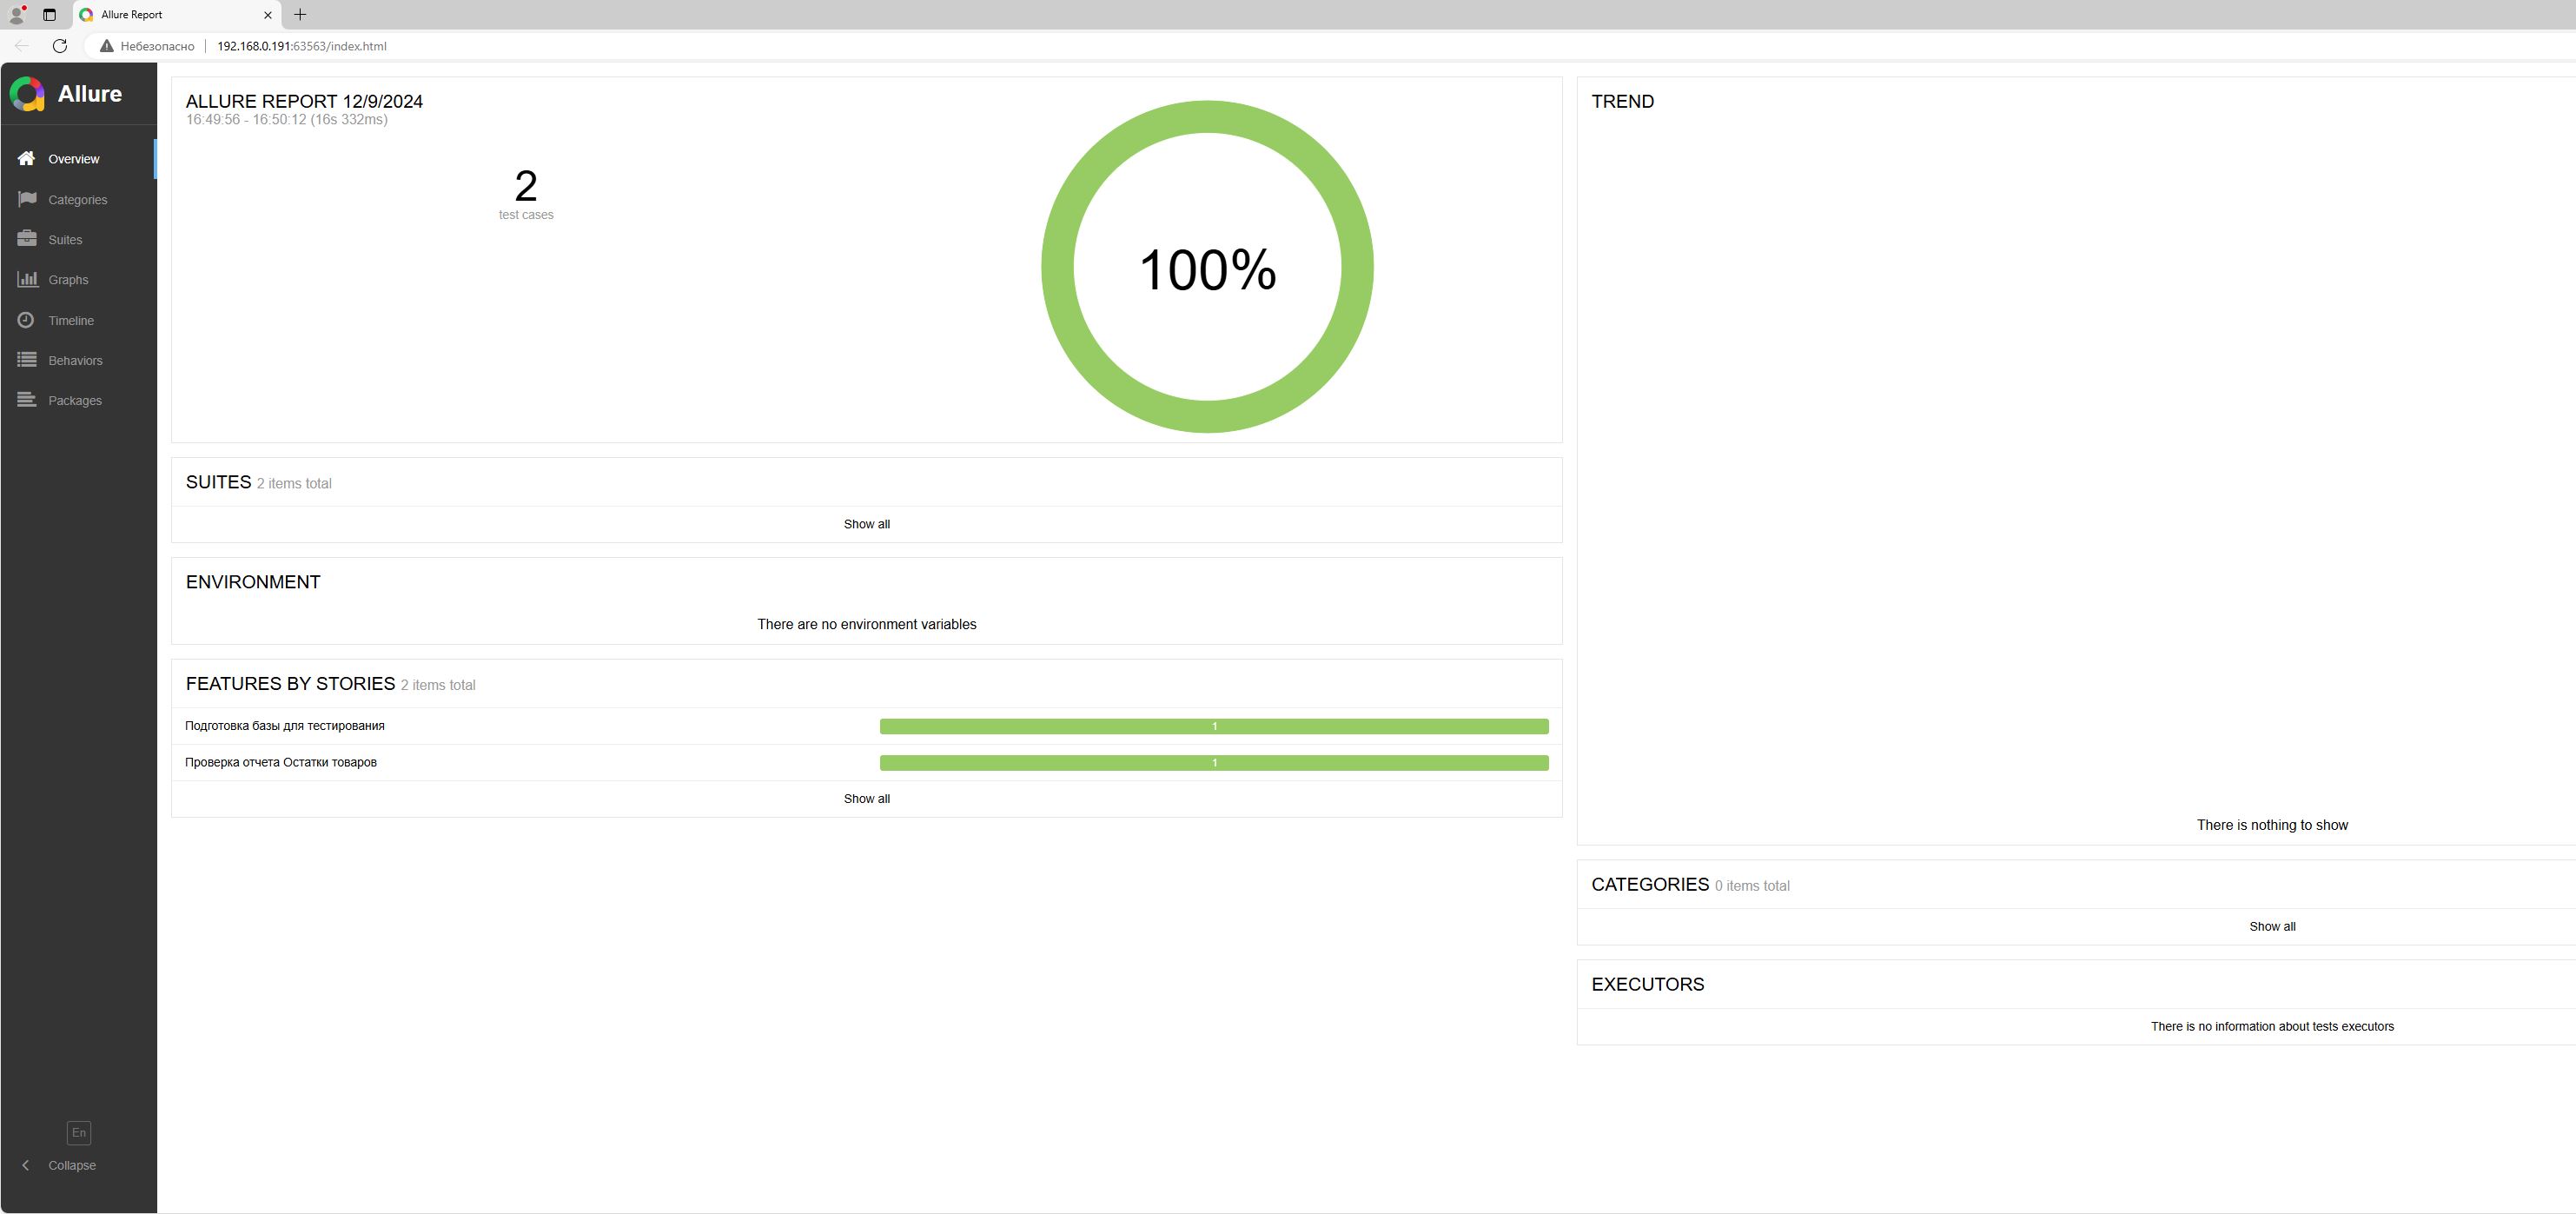 Allure Report
Небезопасно
192.168.0.191:63563/index.html
Allure
Overview
Categories
Suites
Graphs
Timeline
Behaviors
Packages
En
Collapse
ALLURE REPORT 12/9/2024
16:49:56 - 16:50:12 (16s 332ms)
2
test cases
100%
SUITES 2 items total
Show all
ENVIRONMENT
There are no environment variables
FEATURES BY STORIES 2 items total
Подготовка базы для тестирования 1
Проверка отчета Остатки товаров 1
Show all
TREND
There is nothing to show
CATEGORIES 0 items total
Show all
EXECUTORS
There is no information about tests executors